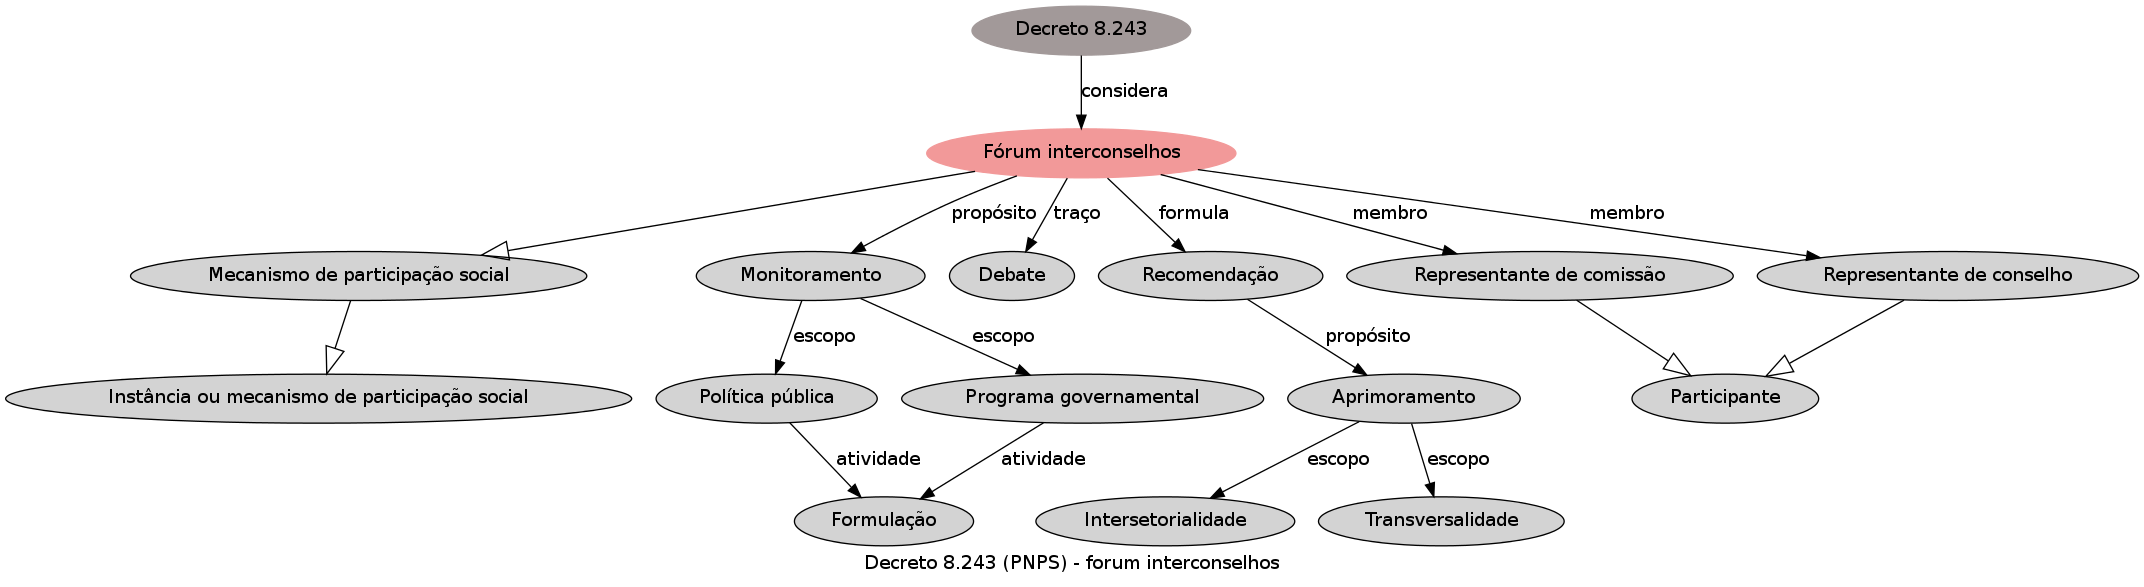 Decreto 8.243
considera
Fórum interconselhos
propósito
traço
formula
membro
membro
Mecanismo de participação social
Monitoramento
Debate
Recomendação
Representante de comissão
Representante de conselho
escopo
escopo
propósito
Instância ou mecanismo de participação social
Política pública
Programa governamental
Aprimoramento
Participante
atividade
atividade
escopo
escopo
Formulação
Intersetorialidade
Transversalidade
Decreto 8.243 (PNPS) - forum interconselhos